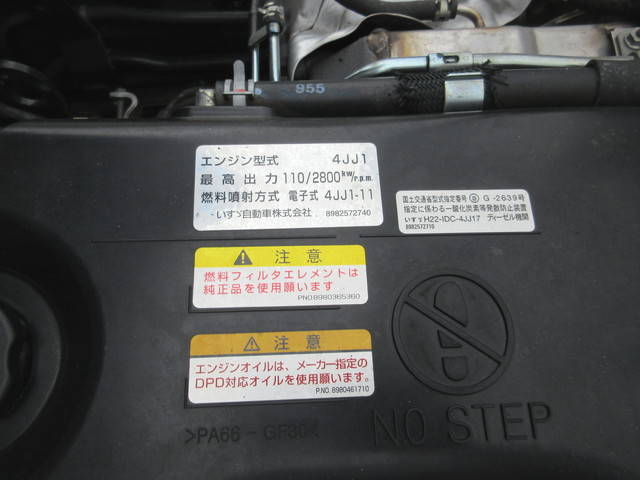 955
エンジン型式 4JJ1
最高出力 110/2800kw/r.p.m.
燃料噴射方式 電子式 4JJ1-11
いすゞ自動車株式会社 8982572740
国土交通省型式指定番号 Ⓢ G-2639号
指定に係わる一酸化炭素等発散防止装置
いすゞH22-IDC-4JJ17 ディーゼル機関
8982572710
注意
燃料フィルタエレメントは
純正品を使用願います
PNO.8980365360
注意
エンジンオイルは、メーカー指定の
DPD対応オイルを使用願います。
P.NO. 8980461710
>PA66-GF30<
NO STEP